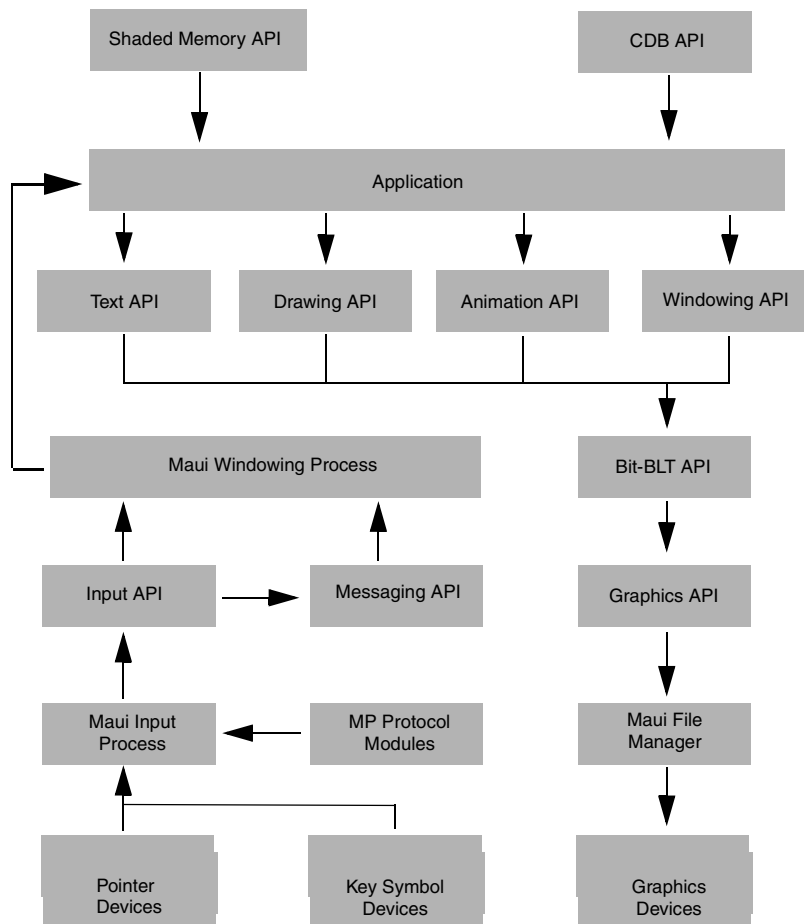 Shaded Memory API
CDB API
Application
Text API
Drawing API
Animation API
Windowing API
Maui Windowing Process
Bit-BLT API
Input API
Messaging API
Graphics API
Maui Input
Process
MP Protocol
Modules
Maui File
Manager
Pointer
Devices
Key Symbol
Devices
Graphics
Devices